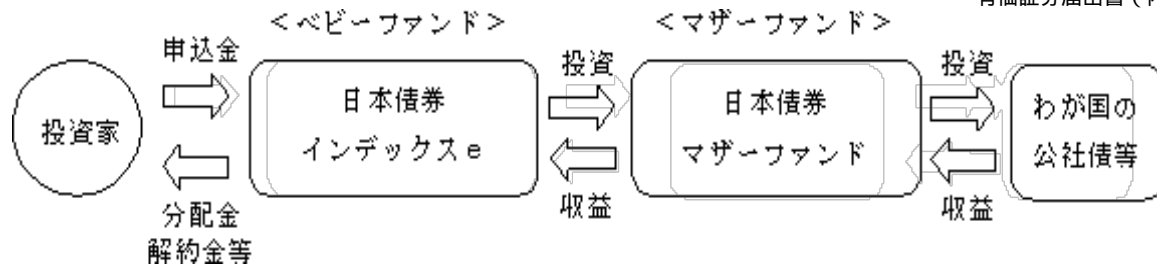 ＜ベビーファンド＞
＜マザーファンド＞
申込金
投資
投資
投資家
日本債券
インデックスｅ
日本債券
マザーファンド
わが国の
公社債等
分配金
解約金等
収益
収益